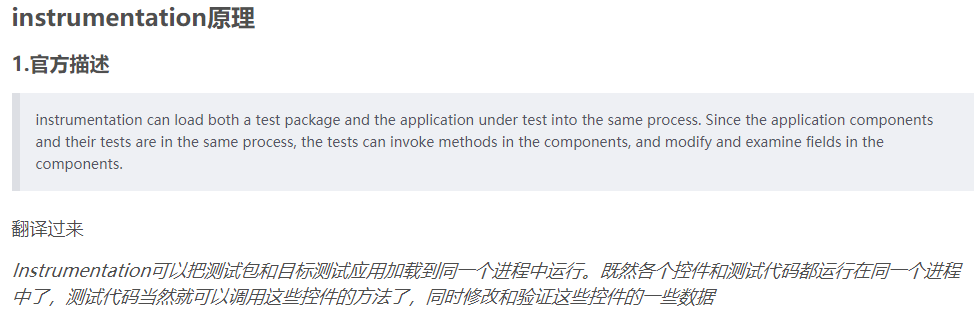 instrumentation原理
1.官方描述
instrumentation can load both a test package and the application under test into the same process. Since the application components
and their tests are in the same process, the tests can invoke methods in the components, and modify and examine fields in the
components.
翻译过来
Instrumentation可以把测试包和目标测试应用加载到同一个进程中运行。既然各个控件和测试代码都运行在同一个进程
中了，测试代码当然就可以调用这些控件的方法了，同时修改和验证这些控件的一些数据